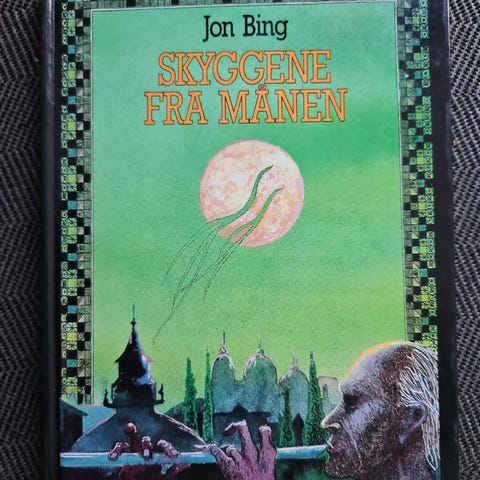 Jon Bing
SKYGGENE
FRA MÅNEN